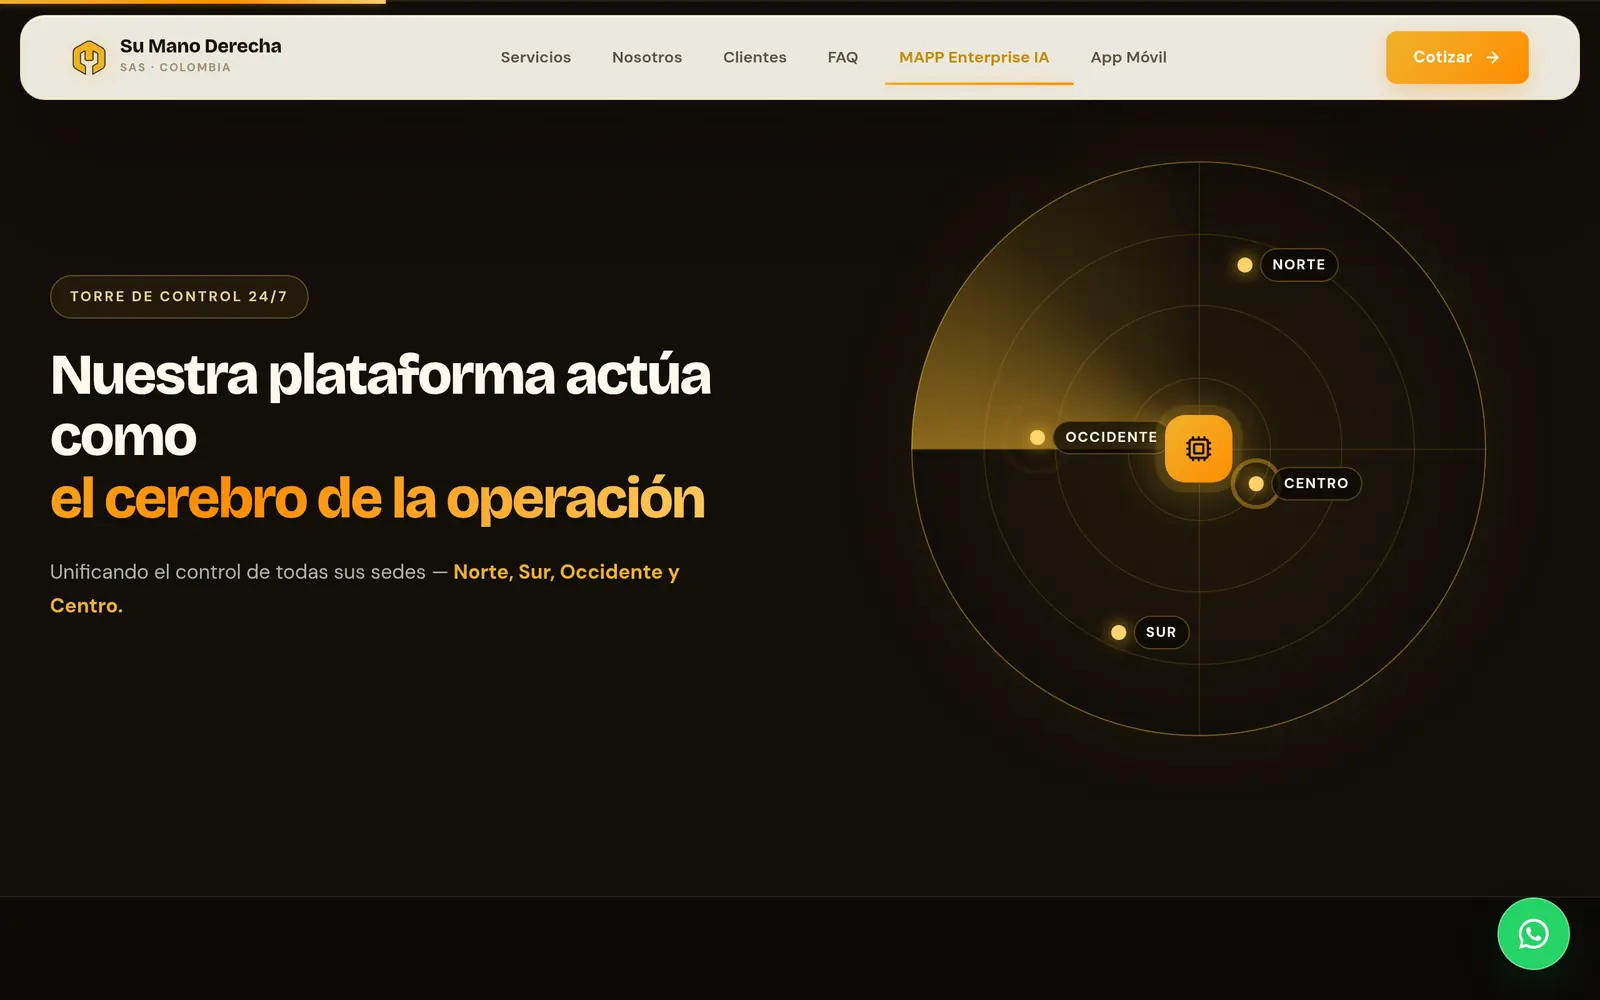 Su Mano Derecha
SAS · COLOMBIA
Servicios
Nosotros
Clientes
FAQ
MAPP Enterprise IA
App Móvil
Cotizar →
TORRE DE CONTROL 24/7
Nuestra plataforma actúa
como
el cerebro de la operación
Unificando el control de todas sus sedes — Norte, Sur, Occidente y
Centro.
NORTE
OCCIDENTE
CENTRO
SUR